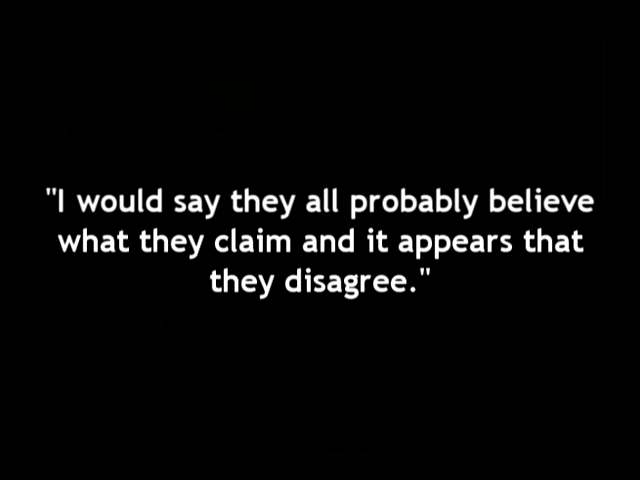 "I would say they all probably believe
what they claim and it appears that
they disagree."